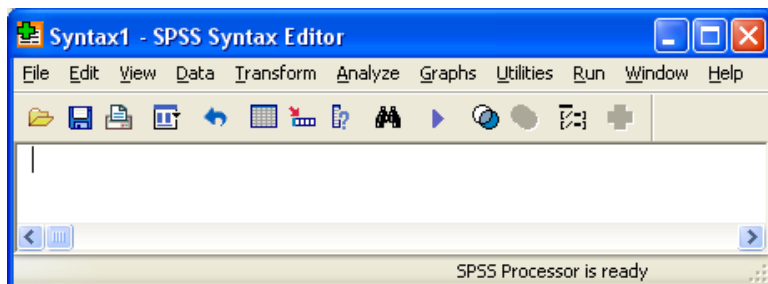 Syntax1 - SPSS Syntax Editor
File Edit View Data Transform Analyze Graphs Utilities Run Window Help
SPSS Processor is ready